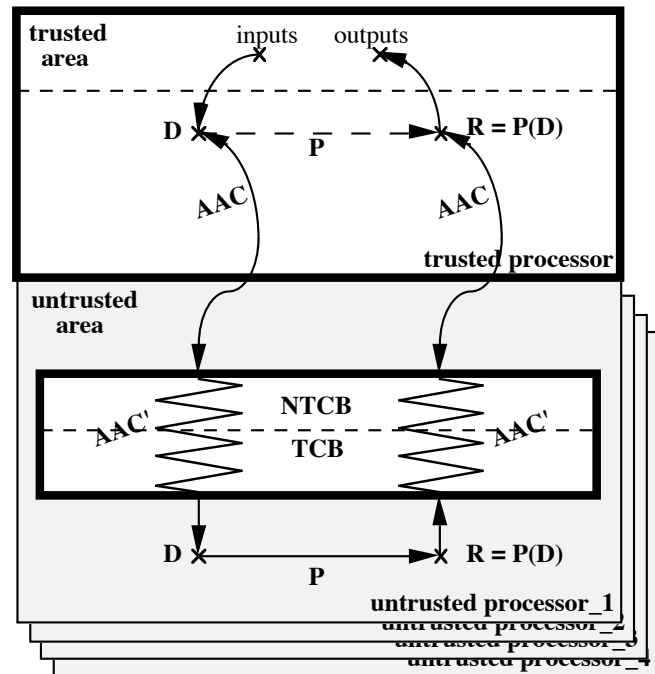 trusted
area
inputs
outputs
D
P
R = P(D)
AAC
AAC
trusted processor
untrusted
area
NTCB
AAC'
AAC'
TCB
D
P
R = P(D)
untrusted processor_1
untrusted processor_2
untrusted processor_3
untrusted processor_4